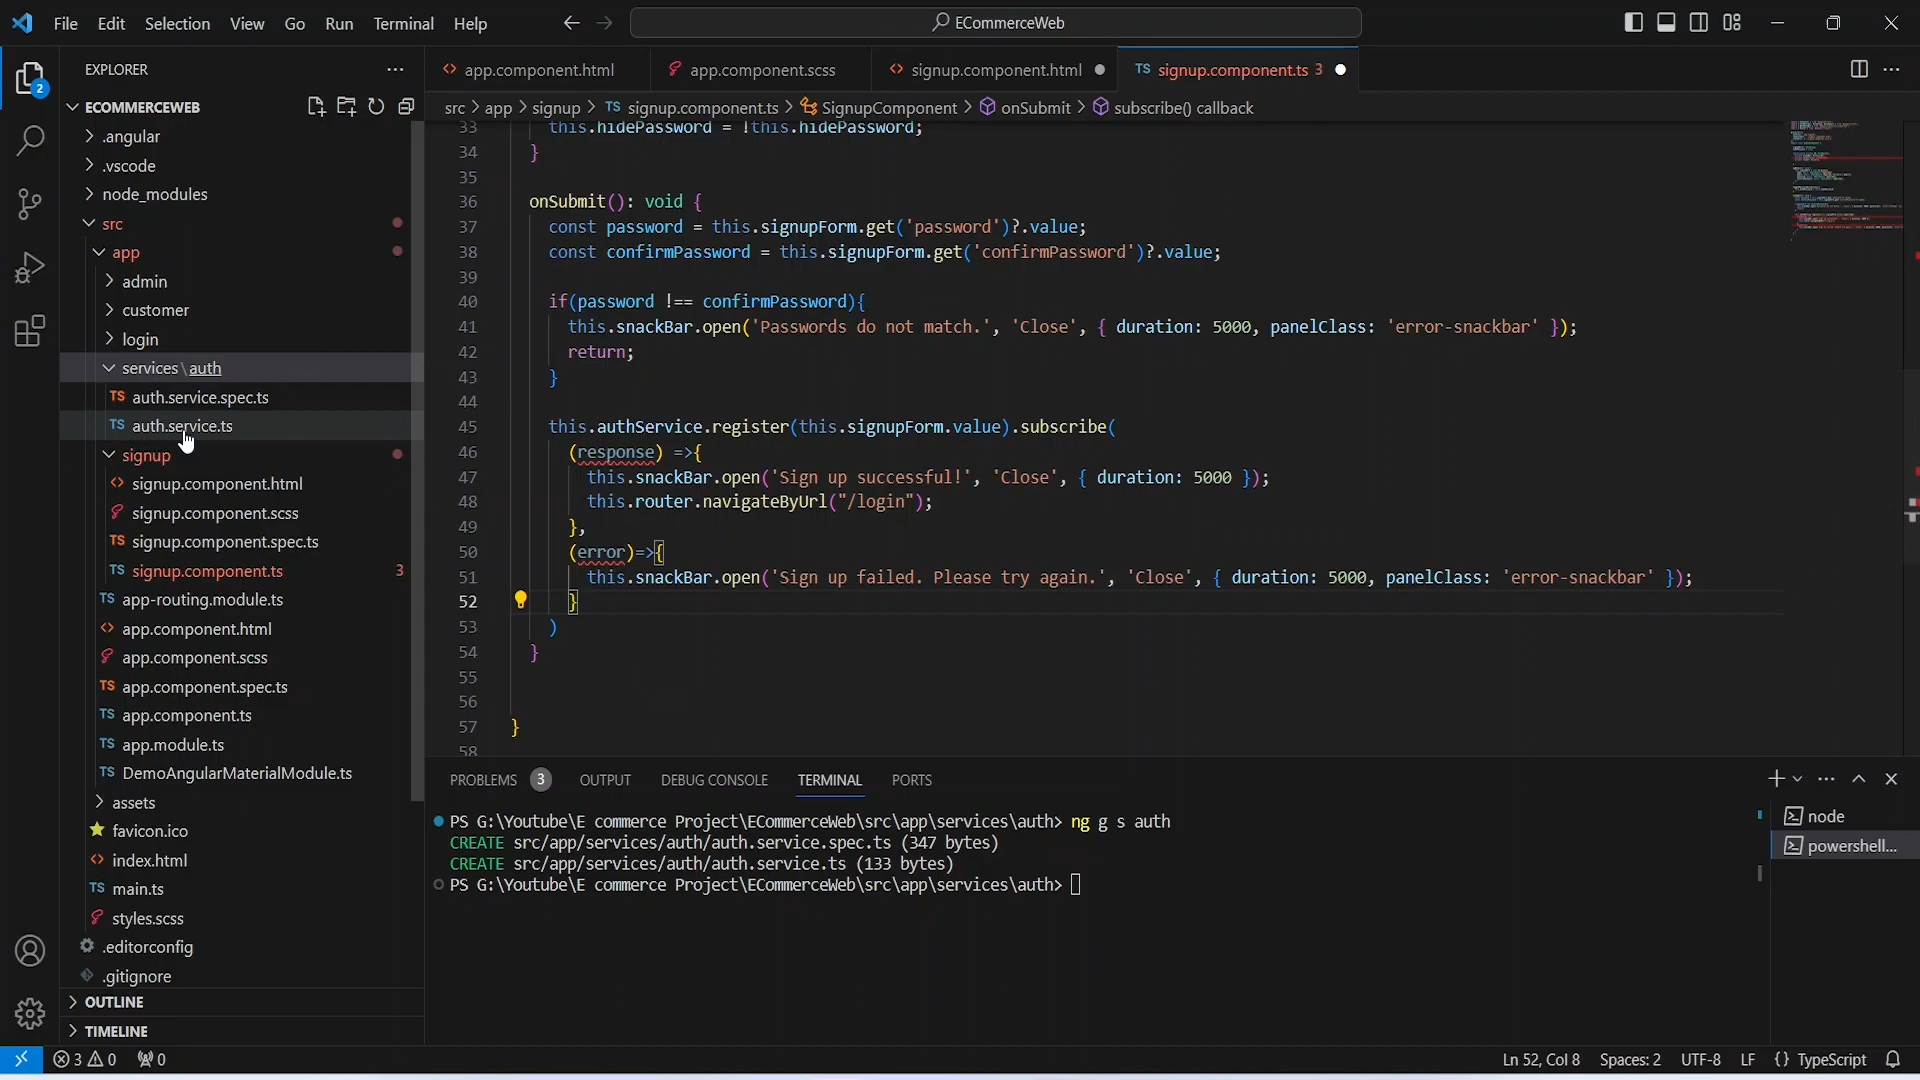 File Edit Selection View Go Run Terminal Help
ECommerceWeb
2
EXPLORER
ECOMMERCEWEB
.angular
.vscode
node_modules
src
app
admin
customer
login
services\auth
TS auth.service.spec.ts
TS auth.service.ts
signup
<> signup.component.html
signup.component.scss
TS signup.component.spec.ts
TS signup.component.ts 3
TS app-routing.module.ts
<> app.component.html
app.component.scss
TS app.component.spec.ts
TS app.component.ts
TS app.module.ts
TS DemoAngularMaterialModule.ts
assets
favicon.ico
<> index.html
TS main.ts
styles.scss
.editorconfig
.gitignore
OUTLINE
TIMELINE
<> app.component.html app.component.scss <> signup.component.html TS signup.component.ts 3
src > app > signup > TS signup.component.ts > SignupComponent > onSubmit > subscribe() callback
33 this.hidePassword = !this.hidePassword;
34 }
35
36 onSubmit(): void {
37 const password = this.signupForm.get('password')?.value;
38 const confirmPassword = this.signupForm.get('confirmPassword')?.value;
39
40 if(password !== confirmPassword){
41 this.snackBar.open('Passwords do not match.', 'Close', { duration: 5000, panelClass: 'error-snackbar' });
42 return;
43 }
44
45 this.authService.register(this.signupForm.value).subscribe(
46 (response) =>{
47 this.snackBar.open('Sign up successful!', 'Close', { duration: 5000 });
48 this.router.navigateByUrl("/login");
49 },
50 (error)=>{
51 this.snackBar.open('Sign up failed. Please try again.', 'Close', { duration: 5000, panelClass: 'error-snackbar' });
52 }
53 )
54 }
55
56
57 }
58
PROBLEMS 3 OUTPUT DEBUG CONSOLE TERMINAL PORTS
PS G:\Youtube\E commerce Project\ECommerceWeb\src\app\services\auth> ng g s auth
CREATE src/app/services/auth/auth.service.spec.ts (347 bytes)
CREATE src/app/services/auth/auth.service.ts (133 bytes)
PS G:\Youtube\E commerce Project\ECommerceWeb\src\app\services\auth>
node
powershell...
3 0 0
Ln 52, Col 8 Spaces: 2 UTF-8 LF {} TypeScript